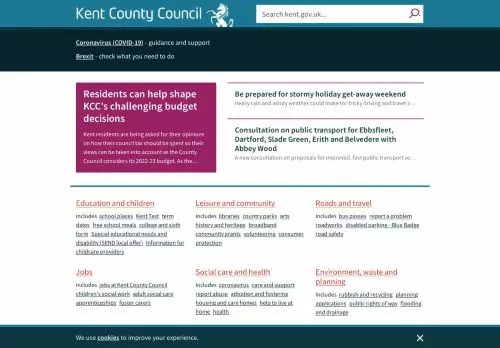 Kent County Council
Search kent.gov.uk...
Coronavirus (COVID-19) - guidance and support
Brexit - check what you need to do
Residents can help shape
KCC's challenging budget
decisions
Kent residents are being asked for their opinions
on how their council tax should be spent so their
views can be taken into account as the County
Council considers its 2022-23 budget. As the...
Be prepared for stormy holiday get-away weekend
Heavy rain and windy weather could make for tricky driving and travel c...
Consultation on public transport for Ebbsfleet,
Dartford, Slade Green, Erith and Belvedere with
Abbey Wood
A new consultation on proposals for improved, fast public transport se...
Education and children
includes school places Kent Test term
dates free school meals college and sixth
form Special educational needs and
disability (SEND local offer) Information for
childcare providers
Leisure and community
includes libraries country parks arts
history and heritage broadband
community grants volunteering consumer
protection
Roads and travel
includes bus passes report a problem
roadworks disabled parking - Blue Badge
road safety
Jobs
includes jobs at Kent County Council
children's social work adult social care
apprenticeships foster carers
Social care and health
includes coronavirus care and support
report abuse adoption and fostering
housing and care homes help to live at
home health
Environment, waste and
planning
includes rubbish and recycling planning
applications public rights of way flooding
and drainage
We use cookies to improve your experience.